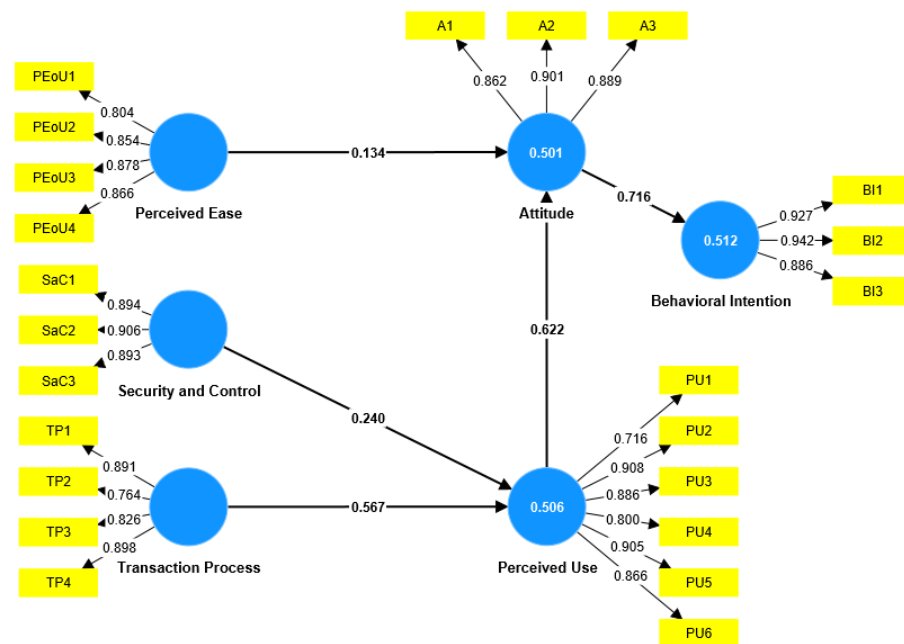 A1
A2
A3
0.862
0.901
0.889
PEoU1
PEoU2
PEoU3
PEoU4
0.804
0.854
0.878
0.866
Perceived Ease
0.134
0.501
Attitude
0.716
0.512
Behavioral Intention
0.927
0.942
0.886
BI1
BI2
BI3
SaC1
SaC2
SaC3
0.894
0.906
0.893
Security and Control
0.240
0.622
TP1
TP2
TP3
TP4
0.891
0.764
0.826
0.898
Transaction Process
0.567
0.506
Perceived Use
0.716
0.908
0.886
0.800
0.905
0.866
PU1
PU2
PU3
PU4
PU5
PU6